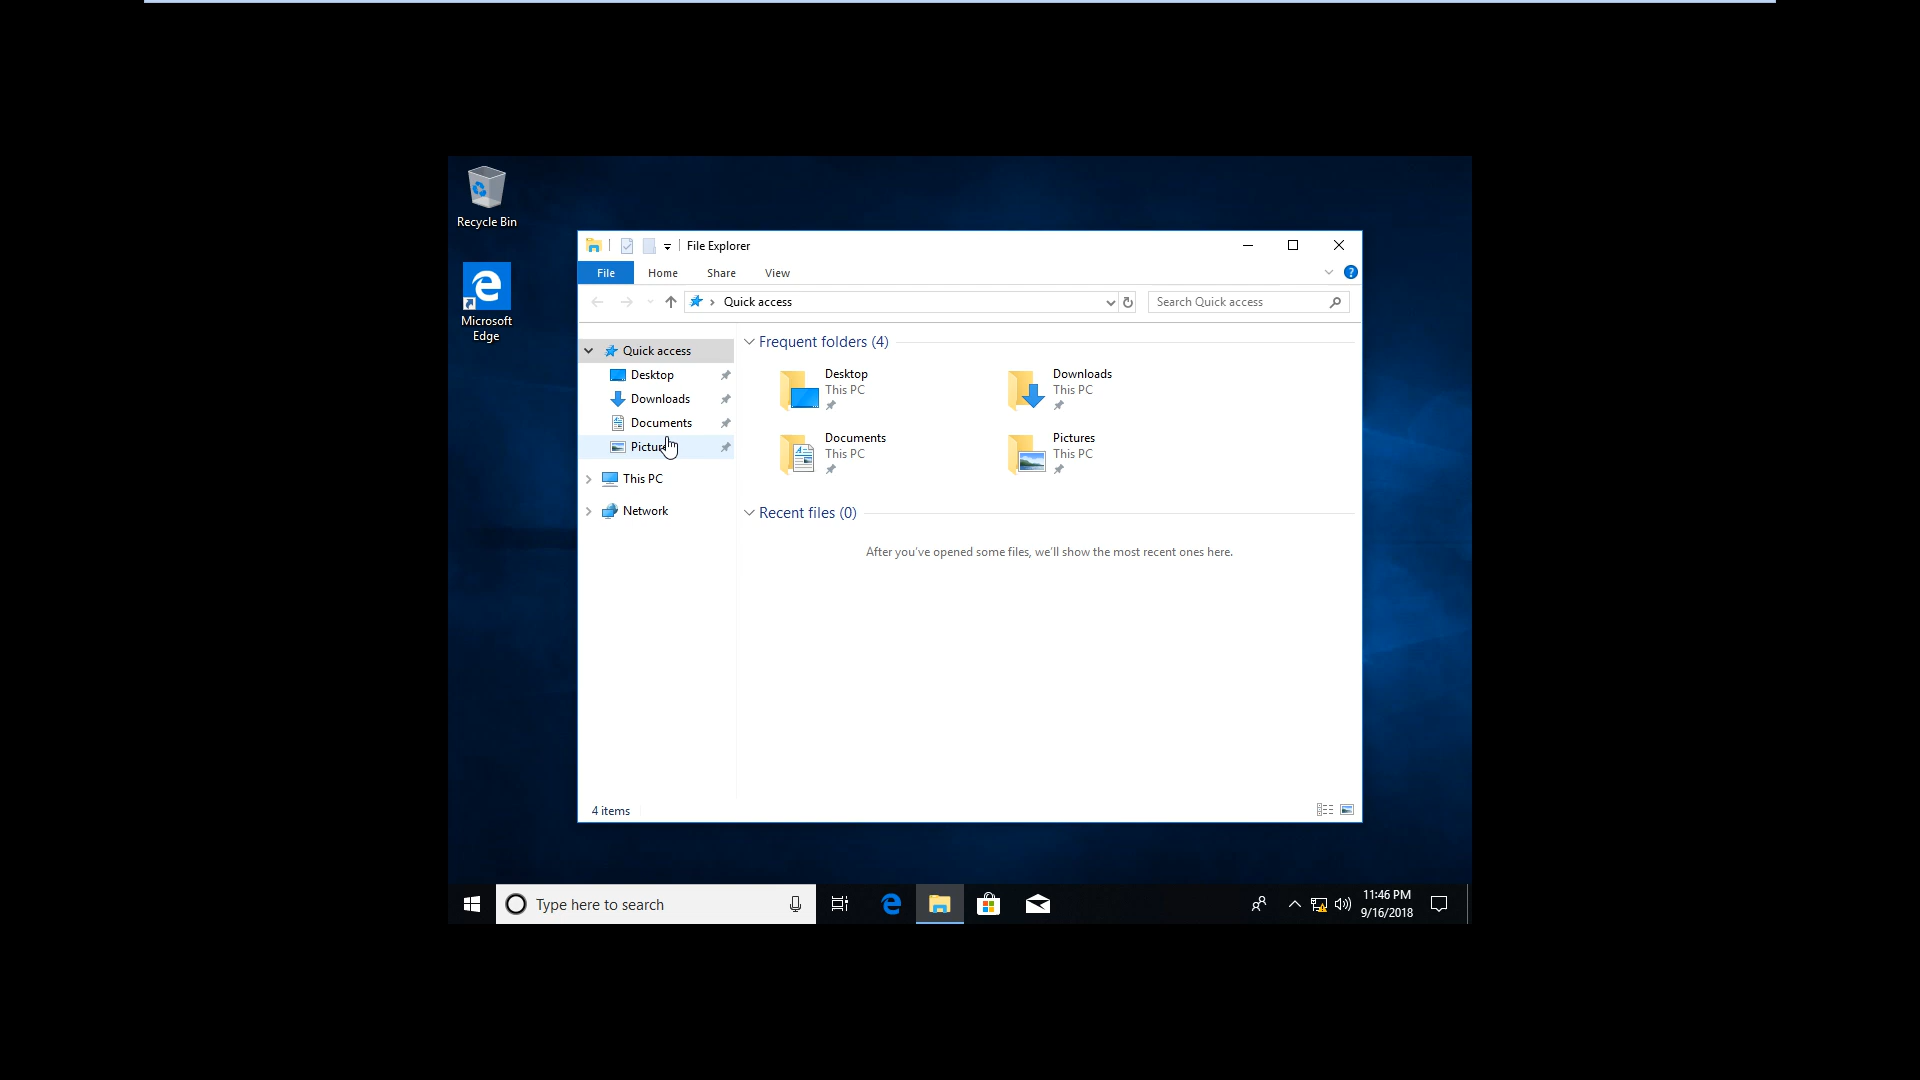 Recycle Bin
Microsoft
Edge
File Explorer
File
Home
Share
View
?
Quick access
Search Quick access
Quick access
Desktop
Downloads
Documents
This PC
Network
Frequent folders (4)
Desktop
This PC
Downloads
This PC
Documents
This PC
Pictures
This PC
Recent files (0)
After you've opened some files, we'll show the most recent ones here.
4 items
Type here to search
11:46 PM
9/16/2018